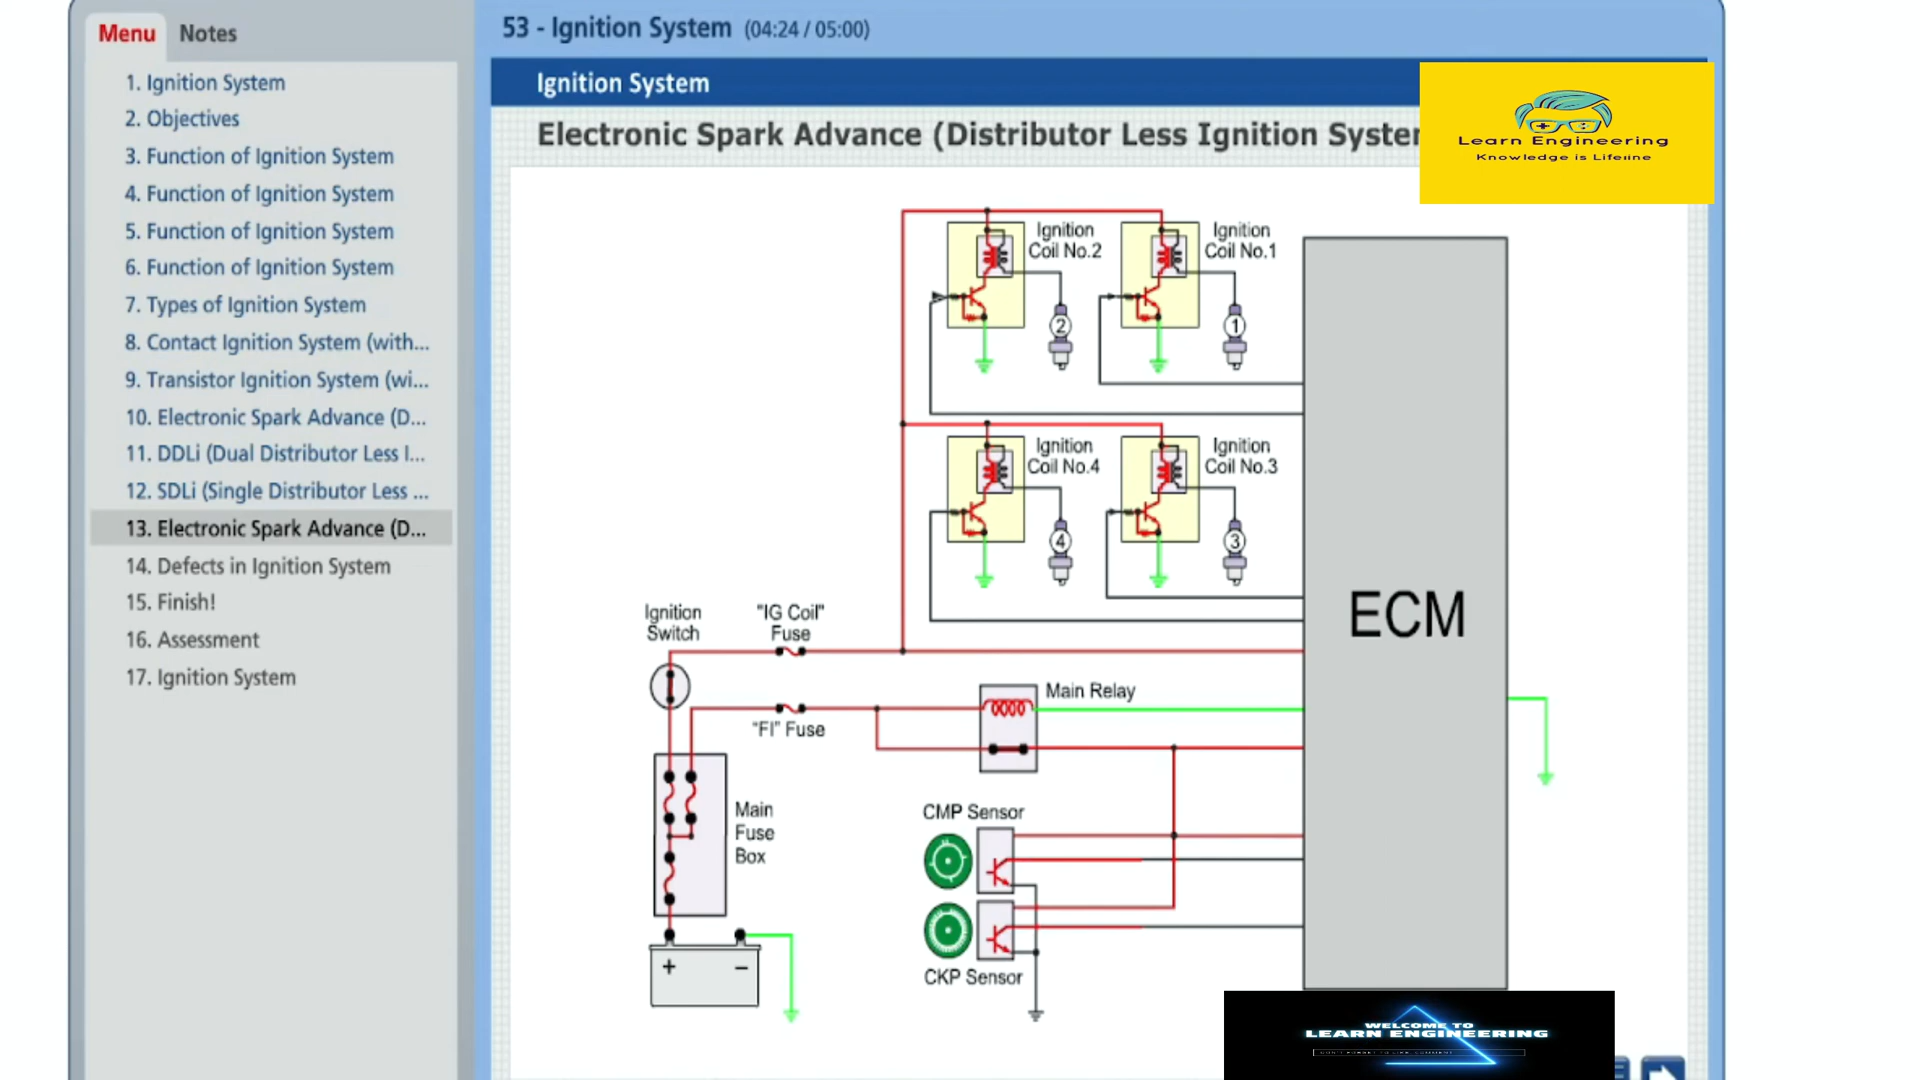 Menu
Notes
1. Ignition System
2. Objectives
3. Function of Ignition System
4. Function of Ignition System
5. Function of Ignition System
6. Function of Ignition System
7. Types of Ignition System
8. Contact Ignition System (with...
9. Transistor Ignition System (wi...
10. Electronic Spark Advance (D...
11. DDLi (Dual Distributor Less I...
12. SDLi (Single Distributor Less ...
13. Electronic Spark Advance (D...
14. Defects in Ignition System
15. Finish!
16. Assessment
17. Ignition System
53 - Ignition System (04:24 / 05:00)
Ignition System
Electronic Spark Advance (Distributor Less Ignition System
Learn Engineering
Knowledge is Lifeline
Ignition
Coil No.2
Ignition
Coil No.1
2
1
Ignition
Coil No.4
Ignition
Coil No.3
4
3
ECM
Ignition
Switch
"IG Coil"
Fuse
"FI" Fuse
Main Relay
Main
Fuse
Box
CMP Sensor
CKP Sensor
+ −
WELCOME TO
LEARN ENGINEERING